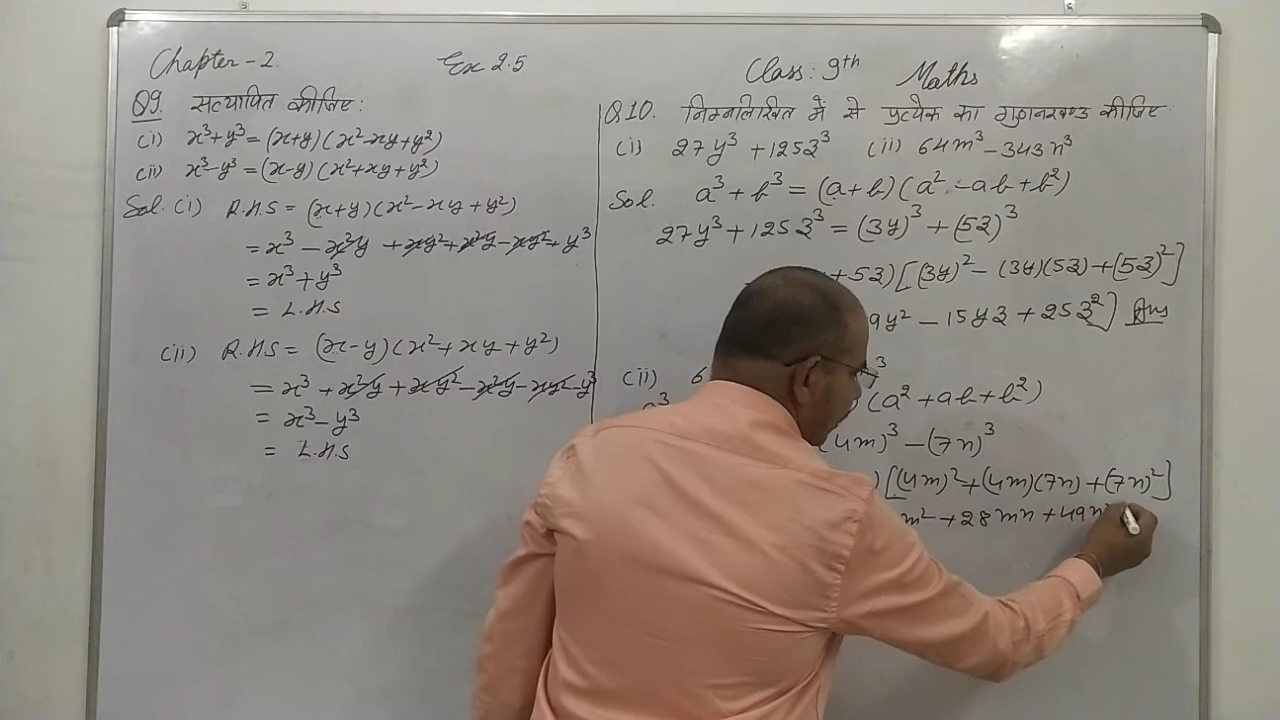 Chapter - 2. Ex 2.5 Class: 9th Maths
Q9. सत्यापित कीजिए:
(i) x³+y³=(x+y)(x²-xy+y²)
(ii) x³-y³=(x-y)(x²+xy+y²)
Sol. (i) R.H.S = (x+y)(x²-xy+y²)
= x³ - x²y + xy² + x²y - xy² + y³
= x³+y³
= L.H.S
(ii) R.H.S = (x-y)(x²+xy+y²)
= x³ + x²y + xy² - x²y - xy² - y³
= x³ - y³
= L.H.S
Q10. निम्नलिखित में से प्रत्येक का गुणनखण्ड कीजिए:
(i) 27y³ + 125z³ (ii) 64m³ - 343n³
Sol. a³ + b³ = (a+b)(a² - ab + b²)
27y³ + 125z³ = (3y)³ + (5z)³
+ 5z)[(3y)² - (3y)(5z) + (5z)²]
9y² - 15yz + 25z²] Ans
(ii) 6
a³ (a² + ab + b²)
(4m)³ - (7n)³
)[(4m)² + (4m)(7n) + (7n)²]
m² + 28mn + 49n²